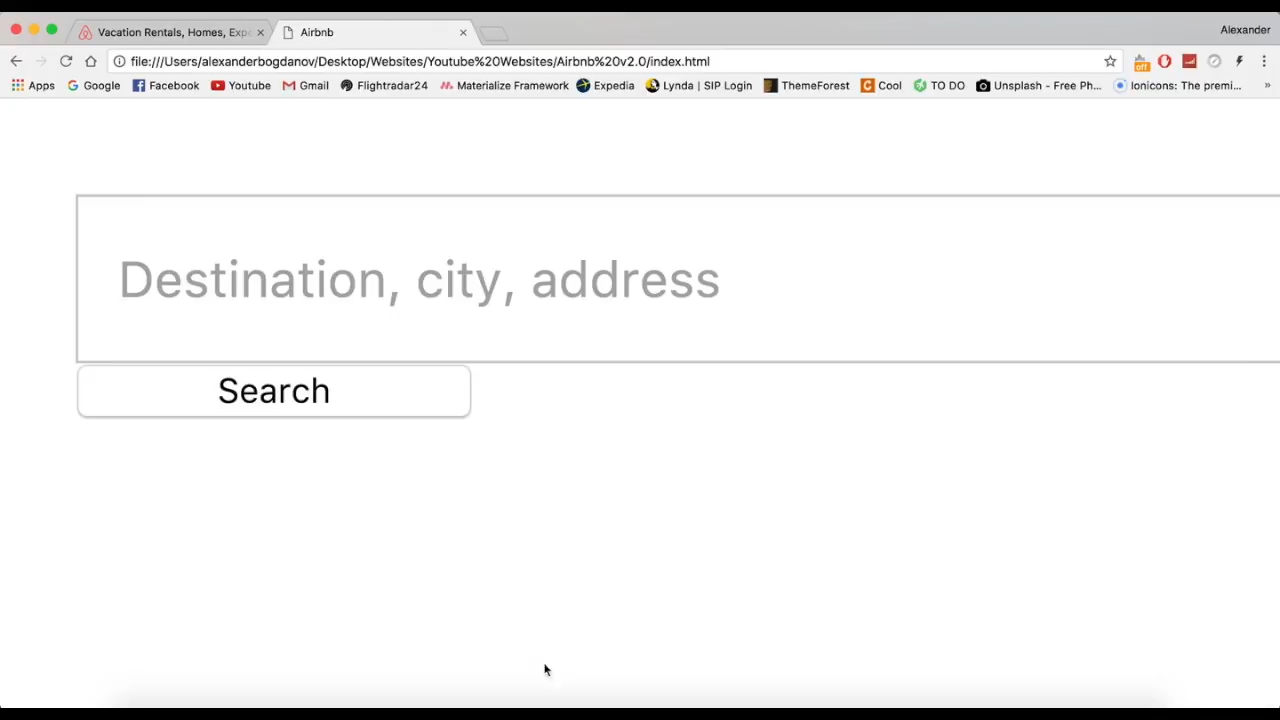 Vacation Rentals, Homes, Expe
Airbnb
Alexander
file:///Users/alexanderbogdanov/Desktop/Websites/Youtube%20Websites/Airbnb%20v2.0/index.html
off
Apps Google Facebook YouTube Gmail Flightradar24 Materialize Framework Expedia Lynda | SIP Login ThemeForest Cool TO DO Unsplash - Free Ph... Ionicons: The premi... »
Destination, city, address
Search